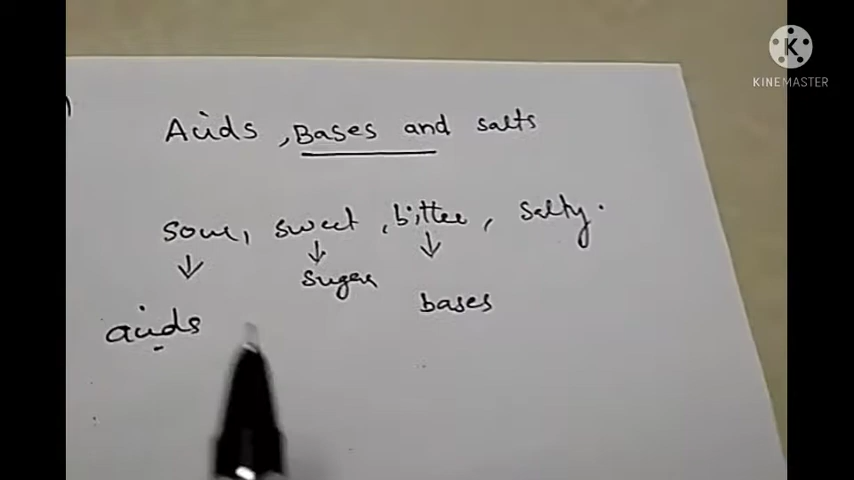 Acids, Bases and salts
sour, sweet, bitter, salty.
acids sugar bases
KINEMASTER